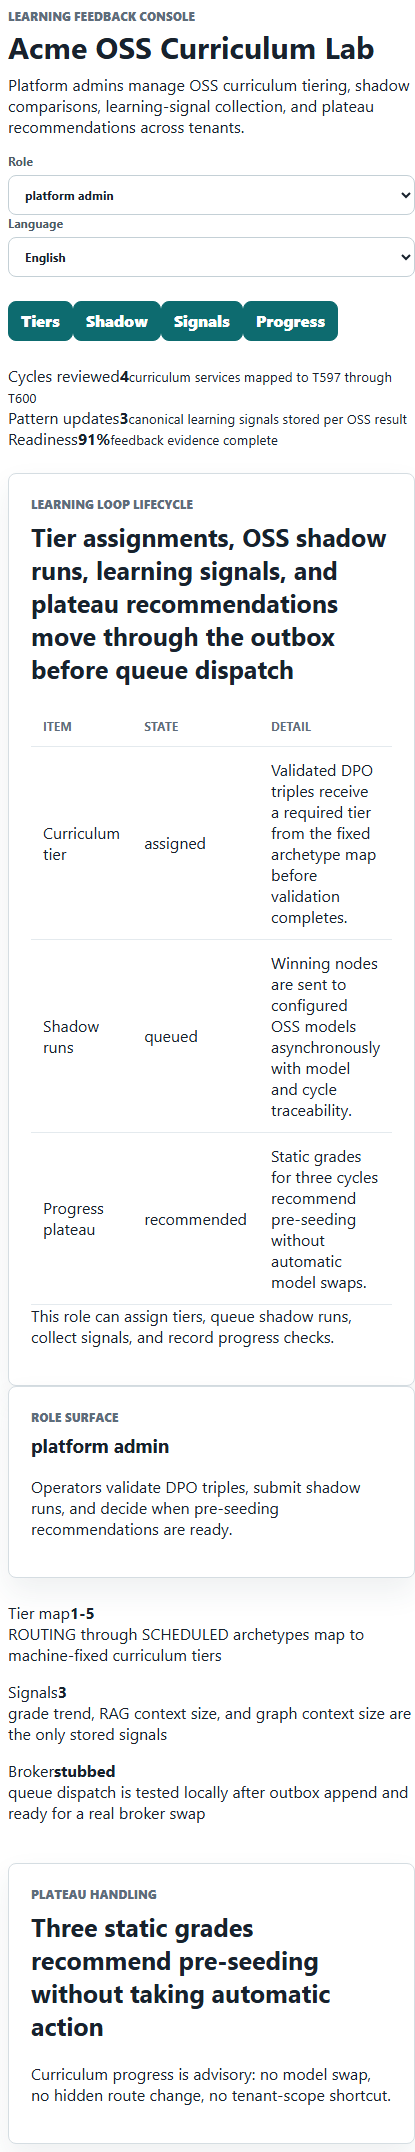 LEARNING FEEDBACK CONSOLE
Acme OSS Curriculum Lab
Platform admins manage OSS curriculum tiering, shadow
comparisons, learning-signal collection, and plateau
recommendations across tenants.
Role
platform admin
Language
English
Tiers Shadow Signals Progress
Cycles reviewed4curriculum services mapped to T597 through
T600
Pattern updates3canonical learning signals stored per OSS result
Readiness91%feedback evidence complete
LEARNING LOOP LIFECYCLE
Tier assignments, OSS shadow
runs, learning signals, and
plateau recommendations
move through the outbox
before queue dispatch
ITEM STATE DETAIL
Curriculum
tier
assigned
Validated DPO
triples receive
a required tier
from the fixed
archetype map
before
validation
completes.
Shadow
runs
queued
Winning nodes
are sent to
configured
OSS models
asynchronously
with model
and cycle
traceability.
Progress
plateau
recommended
Static grades
for three cycles
recommend
pre-seeding
without
automatic
model swaps.
This role can assign tiers, queue shadow runs,
collect signals, and record progress checks.
ROLE SURFACE
platform admin
Operators validate DPO triples, submit shadow
runs, and decide when pre-seeding
recommendations are ready.
Tier map1-5
ROUTING through SCHEDULED archetypes map to
machine-fixed curriculum tiers
Signals3
grade trend, RAG context size, and graph context size are
the only stored signals
Brokerstubbed
queue dispatch is tested locally after outbox append and
ready for a real broker swap
PLATEAU HANDLING
Three static grades
recommend pre-seeding
without taking automatic
action
Curriculum progress is advisory: no model swap,
no hidden route change, no tenant-scope shortcut.